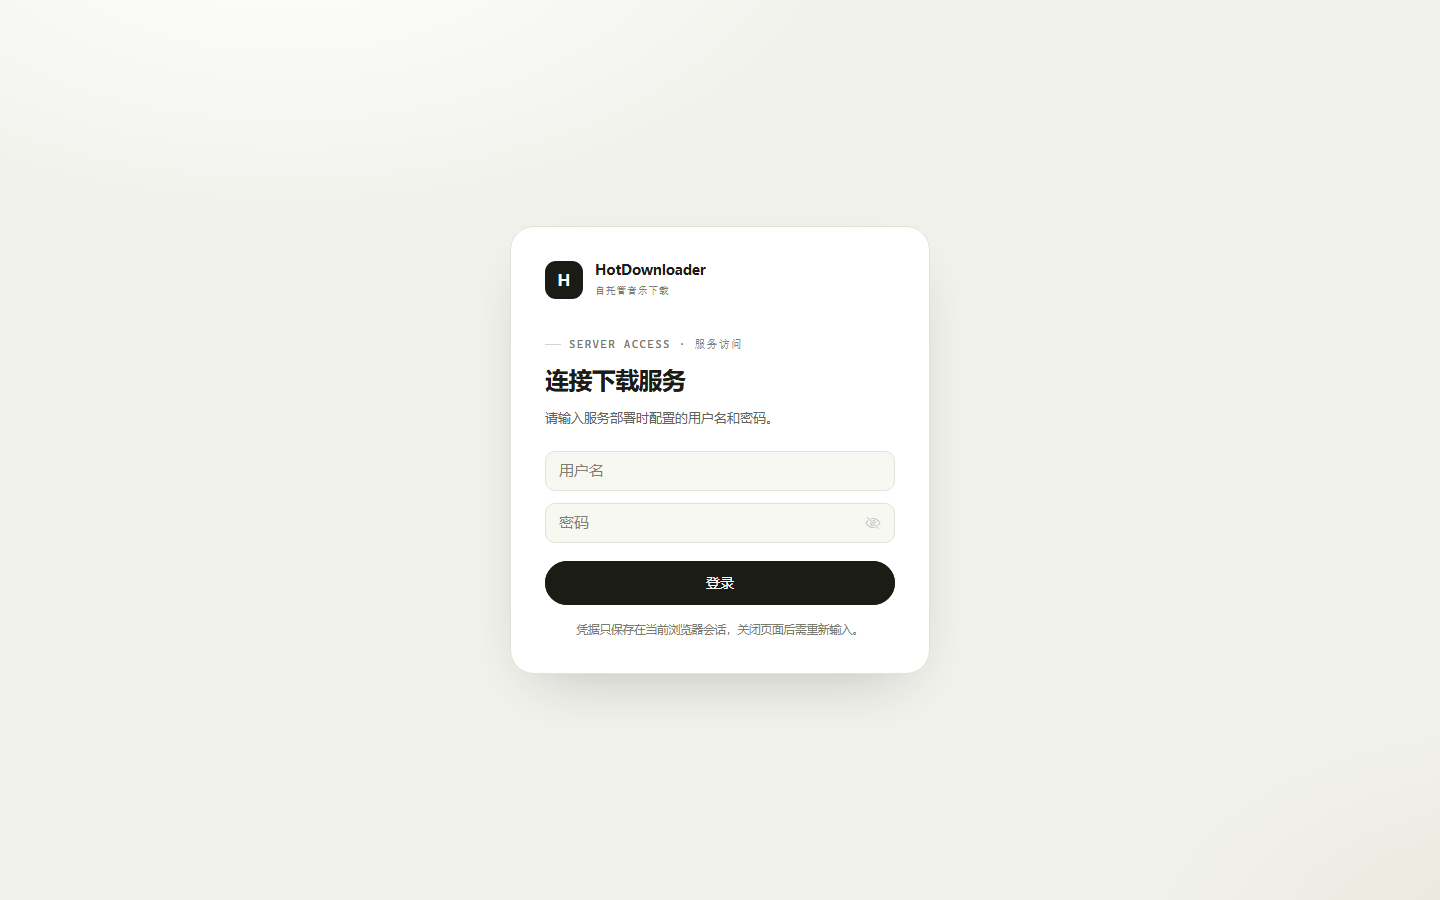 H
HotDownloader
自托管音乐下载
SERVER ACCESS · 服务访问
连接下载服务
请输入服务部署时配置的用户名和密码。
用户名
密码
登录
凭据只保存在当前浏览器会话，关闭页面后需重新输入。